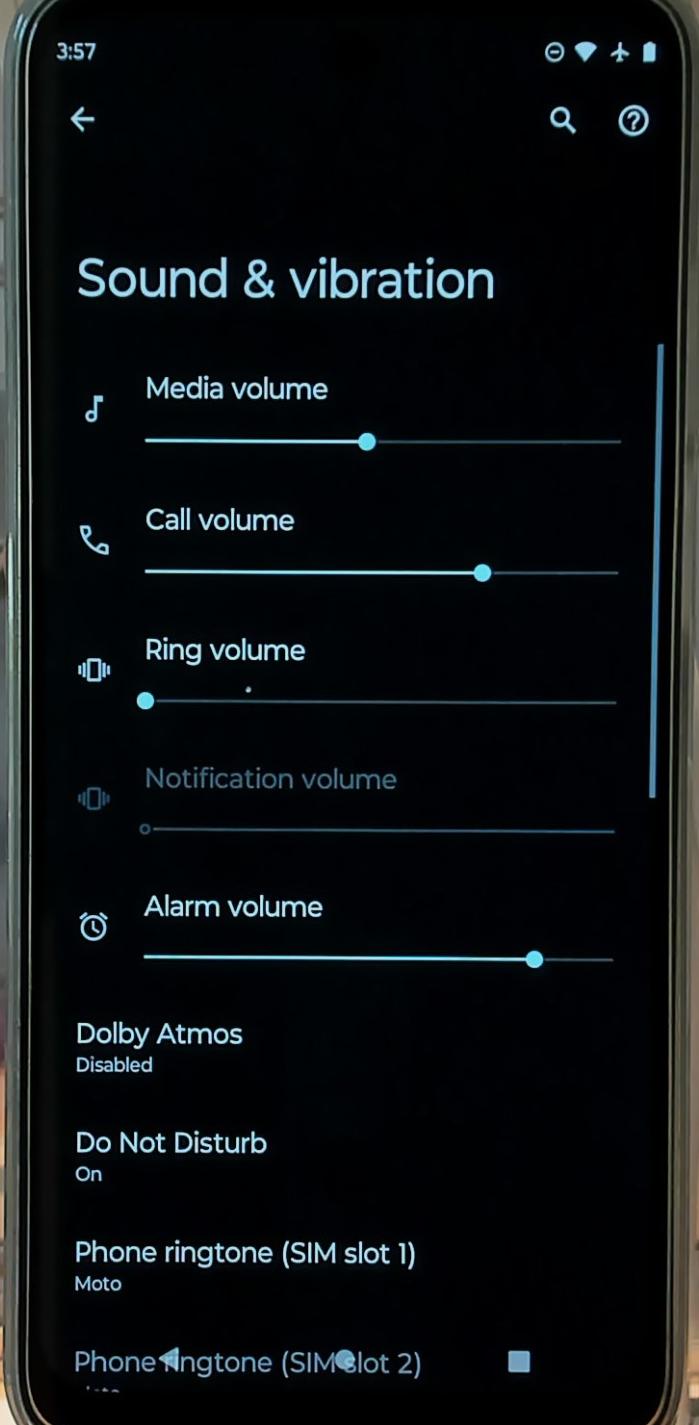 3:57
Sound & vibration
Media volume
Call volume
Ring volume
Notification volume
Alarm volume
Dolby Atmos
Disabled
Do Not Disturb
On
Phone ringtone (SIM slot 1)
Moto
Phone ringtone (SIM slot 2)